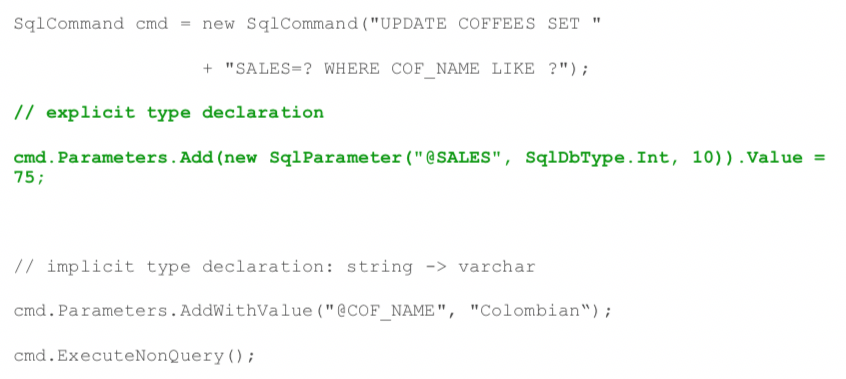 SqlCommand cmd = new SqlCommand("UPDATE COFFEES SET "
+ "SALES=? WHERE COF_NAME LIKE ?");
// explicit type declaration
cmd.Parameters.Add(new SqlParameter("@SALES", SqlDbType.Int, 10)).Value =
75;
// implicit type declaration: string -> varchar
cmd.Parameters.AddWithValue("@COF_NAME", "Colombian“);
cmd.ExecuteNonQuery();